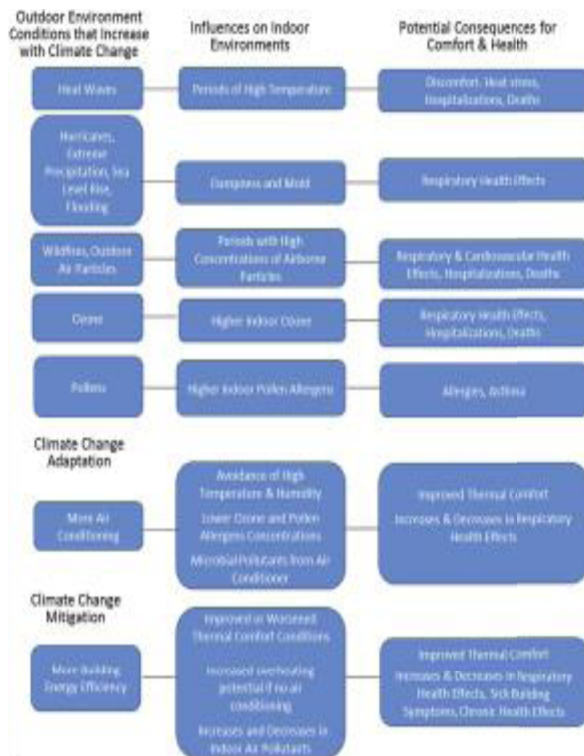 Outdoor Environment
Conditions that Increase
with Climate Change
Influences on Indoor
Environments
Potential Consequences for
Comfort & Health
Heat Waves
Periods of High Temperature
Discomfort, Heat stress,
Hospitalizations, Deaths
Hurricanes,
Extreme
Precipitation, Sea
Level Rise,
Flooding
Dampness and Mold
Respiratory Health Effects
Wildfires, Outdoor
Air Particles
Periods with High
Concentrations of Airborne
Particles
Respiratory & Cardiovascular Health
Effects, Hospitalizations, Deaths
Ozone
Higher Indoor Ozone
Respiratory Health Effects,
Hospitalizations, Deaths
Pollens
Higher Indoor Pollen Allergens
Allergies, Asthma
Climate Change
Adaptation
More Air
Conditioning
Avoidance of High
Temperature & Humidity
Lower Ozone and Pollen
Allergens Concentrations
Microbial Pollutants from Air
Conditioner
Improved Thermal Comfort
Increases & Decreases in Respiratory
Health Effects
Climate Change
Mitigation
More Building
Energy Efficiency
Improved or Worsened
Thermal Comfort Conditions
Increased overheating
potential if no air
conditioning
Increases and Decreases in
Indoor Air Pollutants
Improved Thermal Comfort
Increases & Decreases in Respiratory
Health Effects, Sick Building
Symptoms, Chronic Health Effects